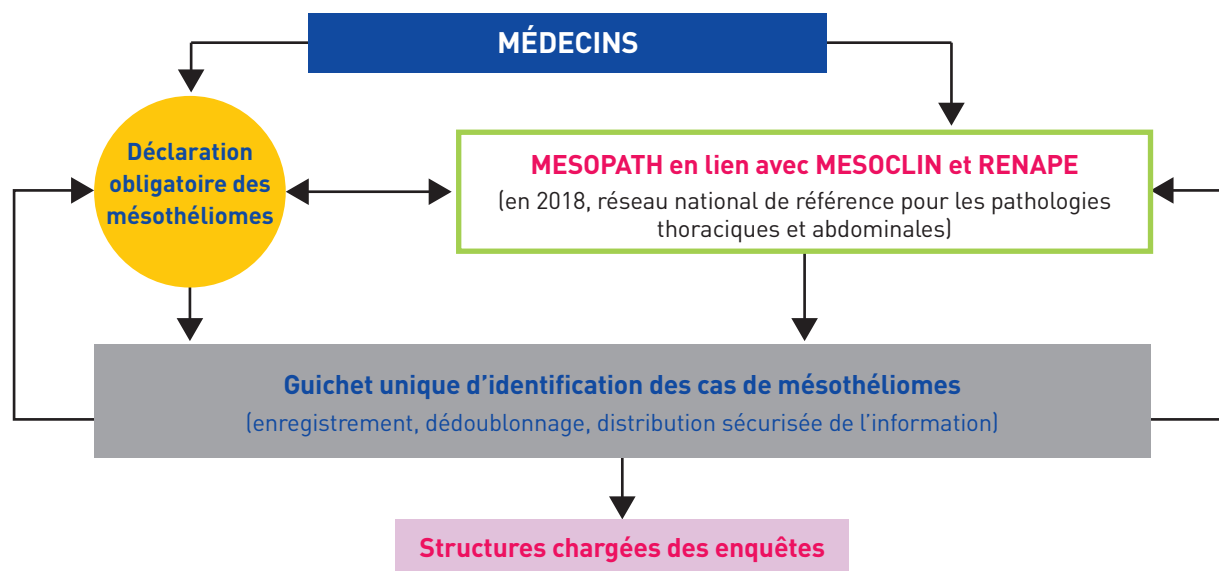 MÉDECINS
Déclaration
obligatoire des
mésothéliomes
MESOPATH en lien avec MESOCLIN et RENAPE
(en 2018, réseau national de référence pour les pathologies
thoraciques et abdominales)
Guichet unique d’identification des cas de mésothéliomes
(enregistrement, dédoublonnage, distribution sécurisée de l’information)
Structures chargées des enquêtes